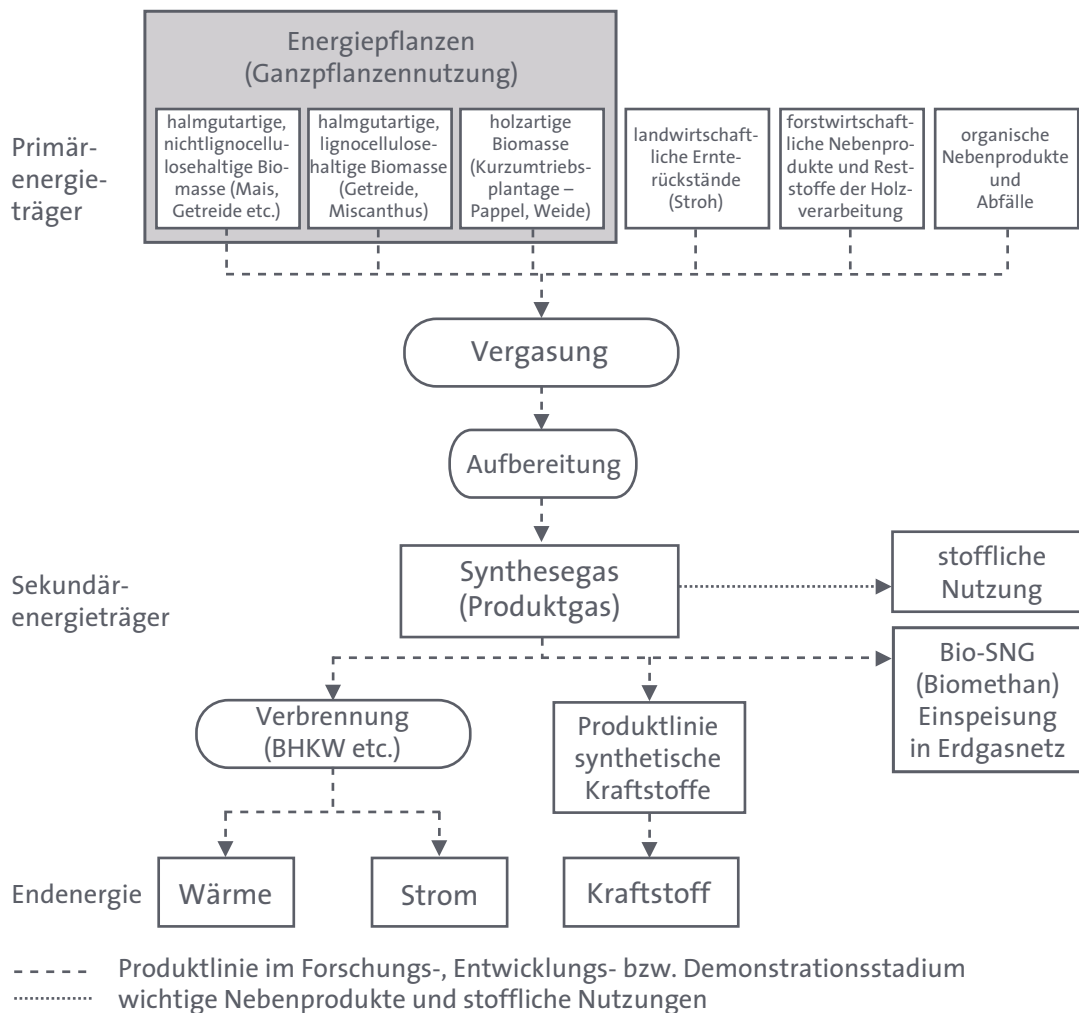 Energiepflanzen
(Ganzpflanzennutzung)
Primär-
energie-
träger
halmgutartige,
nichtlignocellu-
losehaltige Bio-
masse (Mais,
Getreide etc.)
halmgutartige,
lignocellulose-
haltige Biomasse
(Getreide,
Miscanthus)
holzartige
Biomasse
(Kurzumtriebs-
plantage –
Pappel, Weide)
landwirtschaft-
liche Ernte-
rückstände
(Stroh)
forstwirtschaft-
liche Nebenpro-
dukte und Rest-
stoffe der Holz-
verarbeitung
organische
Nebenprodukte
und
Abfälle
Vergasung
Aufbereitung
Sekundär-
energieträger
Synthesegas
(Produktgas)
stoffliche
Nutzung
Bio-SNG
(Biomethan)
Einspeisung
in Erdgasnetz
Verbrennung
(BHKW etc.)
Produktlinie
synthetische
Kraftstoffe
Endenergie
Wärme
Strom
Kraftstoff
Produktlinie im Forschungs-, Entwicklungs- bzw. Demonstrationsstadium
wichtige Nebenprodukte und stoffliche Nutzungen